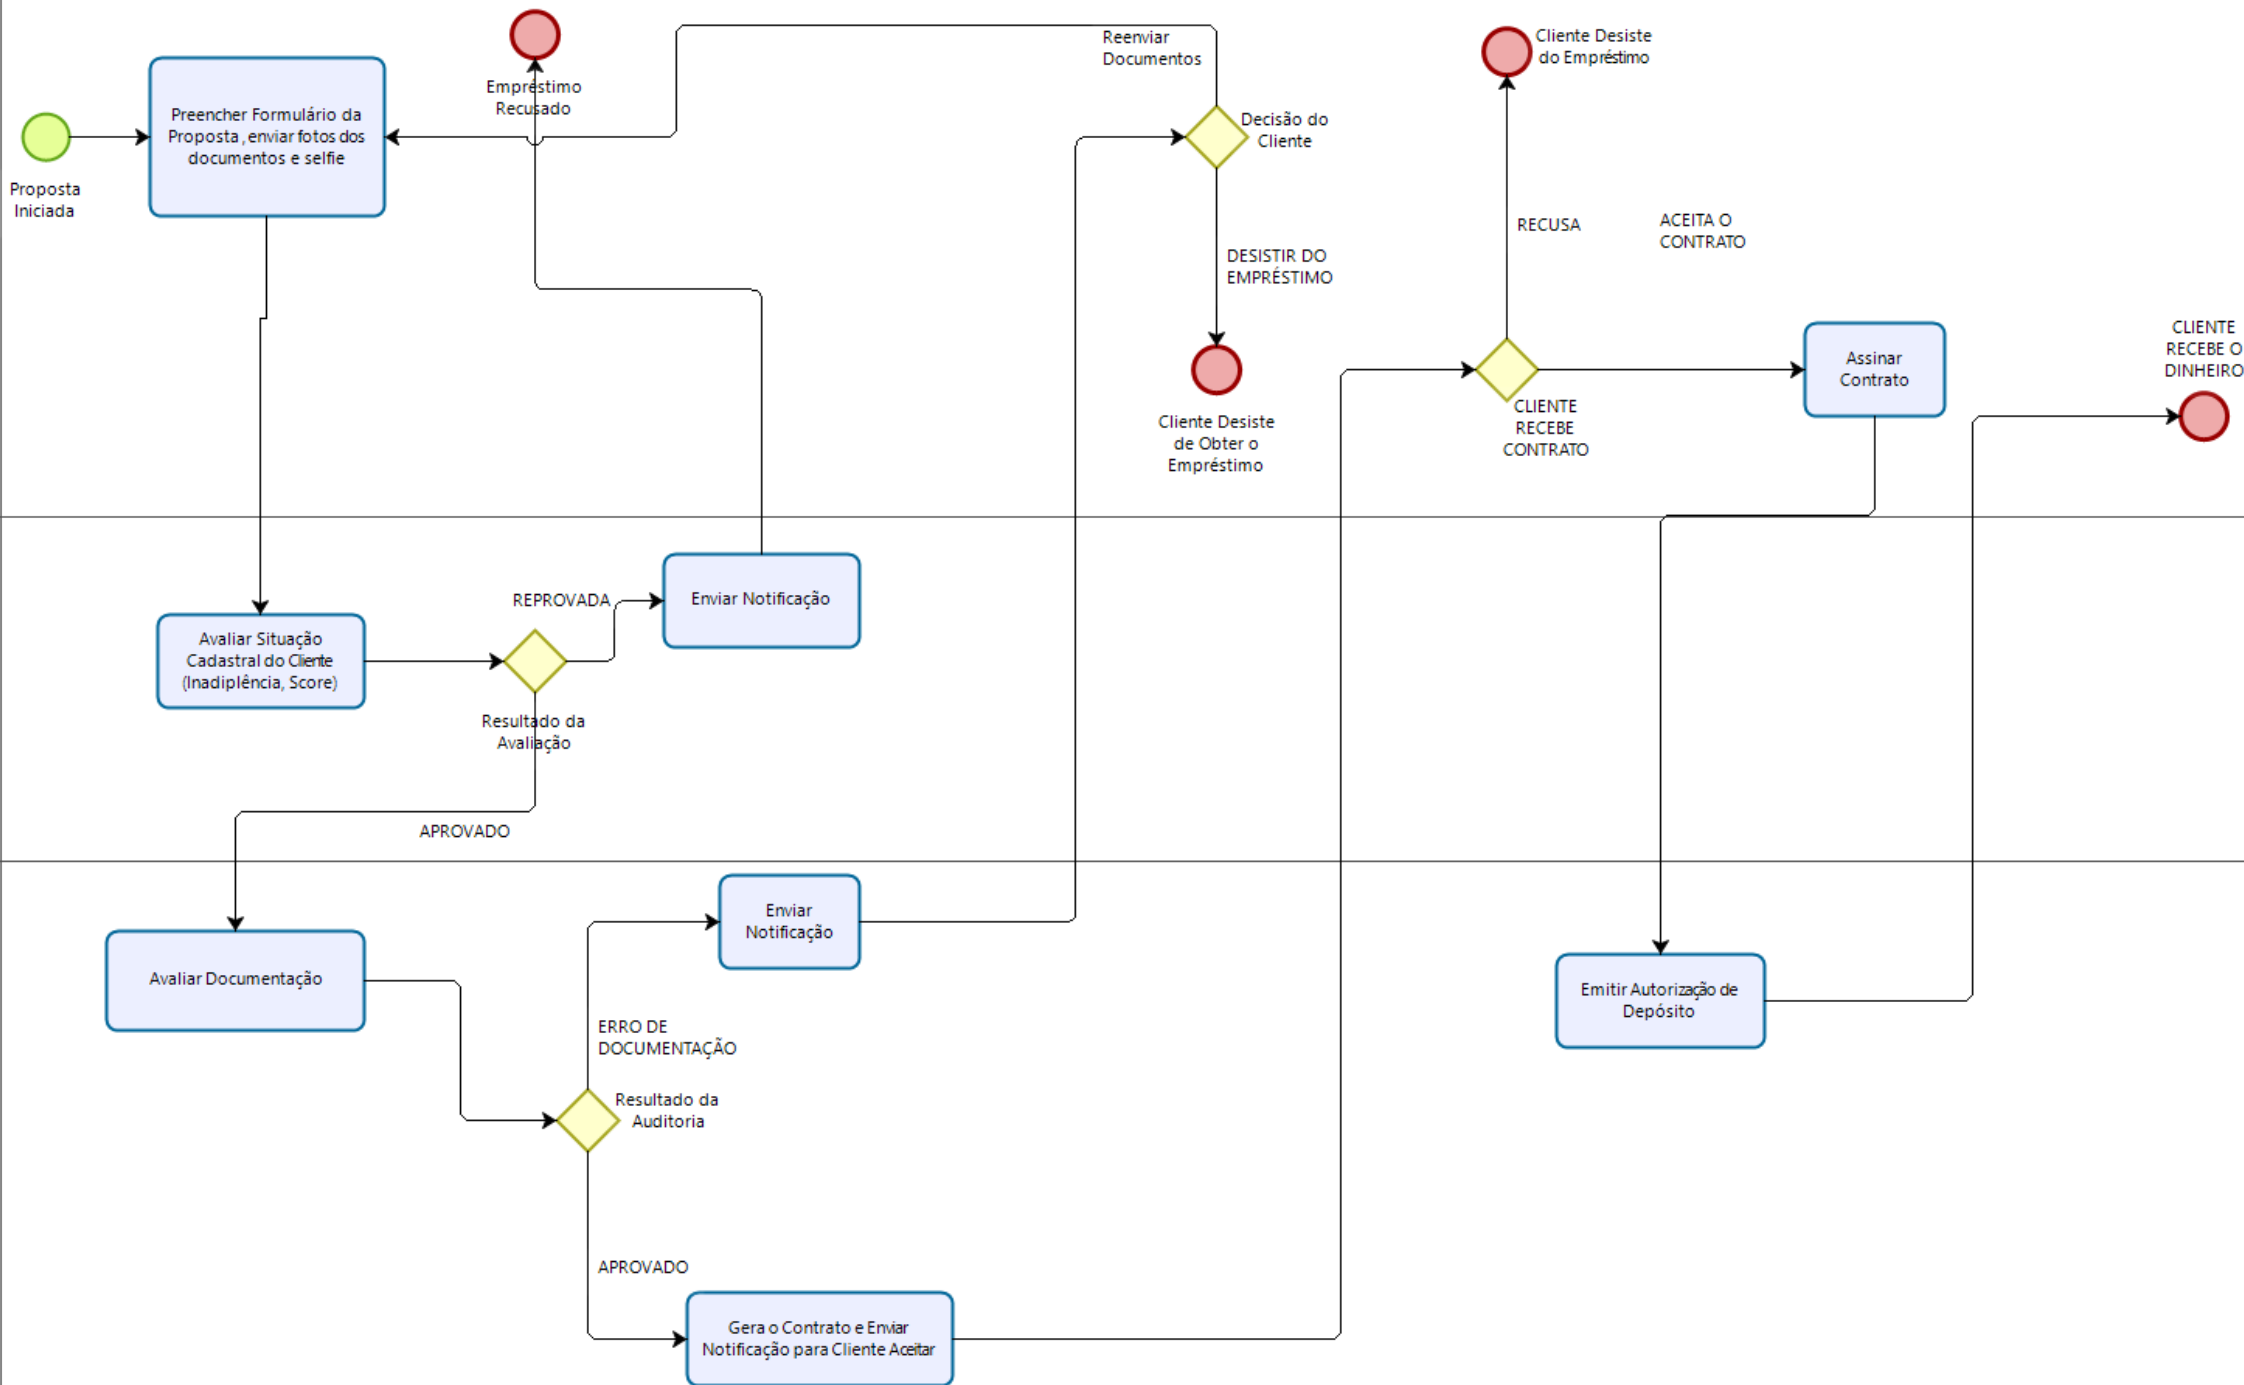 Preencher Formulário da
Proposta, enviar fotos dos
documentos e selfie
Proposta
Iniciada
Empréstimo
Recusado
Reenviar
Documentos
Decisão do
Cliente
DESISTIR DO
EMPRÉSTIMO
Cliente Desiste
de Obter o
Empréstimo
Cliente Desiste
do Empréstimo
RECUSA
ACEITA O
CONTRATO
CLIENTE
RECEBE
CONTRATO
Assinar
Contrato
CLIENTE
RECEBE O
DINHEIRO
Avaliar Situação
Cadastral do Cliente
(Inadiplência, Score)
REPROVADA
Enviar Notificação
Resultado da
Avaliação
APROVADO
Avaliar Documentação
Enviar
Notificação
ERRO DE
DOCUMENTAÇÃO
Resultado da
Auditoria
APROVADO
Gera o Contrato e Enviar
Notificação para Cliente Aceitar
Emitir Autorização de
Depósito